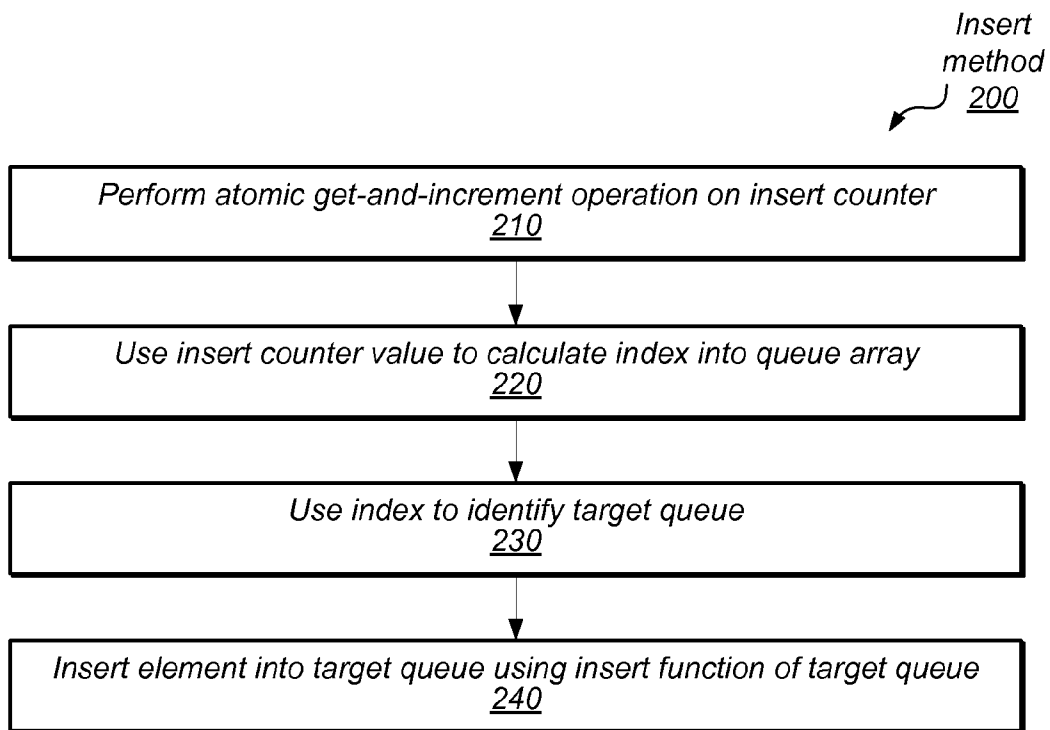 Insert
method
200
Perform atomic get-and-increment operation on insert counter
210
Use insert counter value to calculate index into queue array
220
Use index to identify target queue
230
Insert element into target queue using insert function of target queue
240